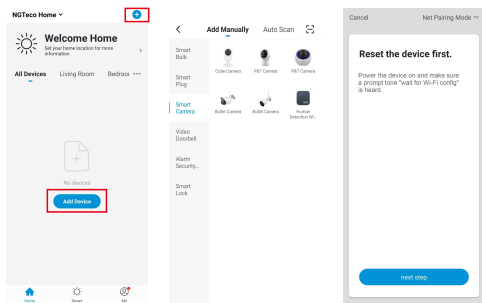 NGTeco Home
Welcome Home
Set your home location for more
information
All Devices Living Room Bedroor
No devices
Add Device
Home Smart Me
Add Manually Auto Scan
Smart
Bulb
Smart
Plug
Smart
Camera
Video
Doorbell
Alarm
Security...
Smart
Lock
Cube Camera P&T Camera P&T Camera
Bullet Camera Bullet Camera Human
Detection Wi...
Cancel Net Pairing Mode
Reset the device first.
Power the device on and make sure
a prompt tone "wait for Wi-Fi config"
is heard.
next step